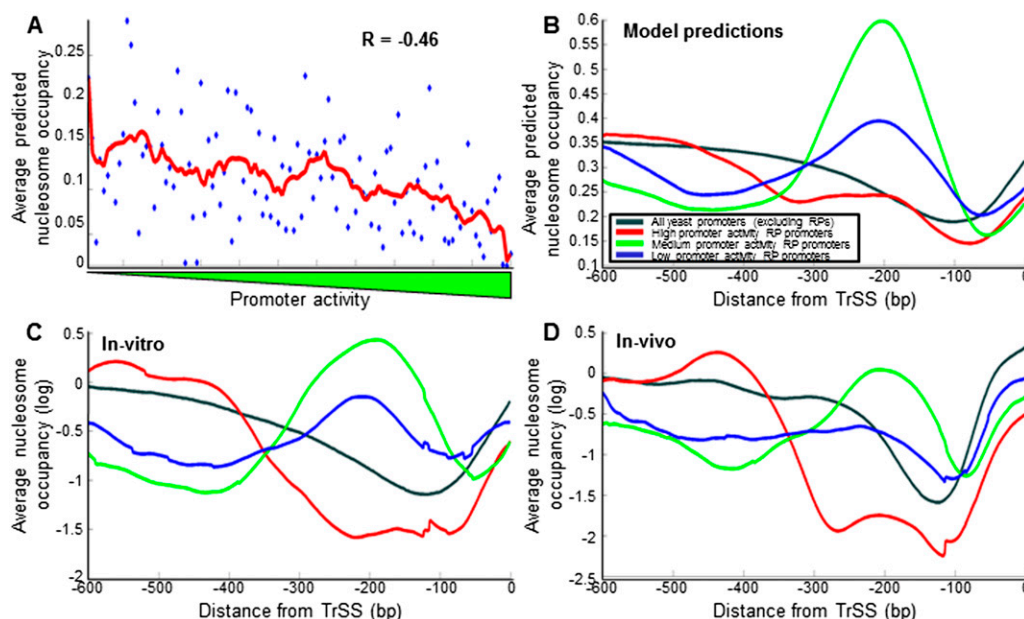 A
R = -0.46
Average predicted
nucleosome occupancy
0.25
0.2
0.15
0.1
0.05
0
Promoter activity
B
Model predictions
Average predicted
nucleosome occupancy
0.6
0.55
0.5
0.45
0.4
0.35
0.3
0.25
0.2
0.15
0.1
All yeast promoters (excluding RPs)
High promoter activity RP promoters
Medium promoter activity RP promoters
Low promoter activity RP promoters
-600 -500 -400 -300 -200 -100 0
Distance from TrSS (bp)
C
In-vitro
Average nucleosome
occupancy (log)
0.5
0
-0.5
-1
-1.5
-2
-600 -500 -400 -300 -200 -100 0
Distance from TrSS (bp)
D
In-vivo
Average nucleosome
occupancy (log)
0.5
0
-0.5
-1
-1.5
-2
-2.5
-600 -500 -400 -300 -200 -100 0
Distance from TrSS (bp)